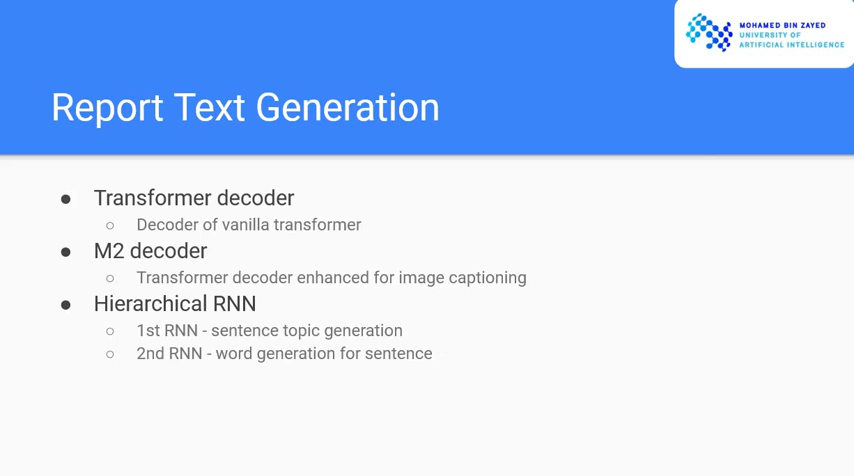 MOHAMED BIN ZAYED
UNIVERSITY OF
ARTIFICIAL INTELLIGENCE
Report Text Generation
● Transformer decoder
○ Decoder of vanilla transformer
● M2 decoder
○ Transformer decoder enhanced for image captioning
● Hierarchical RNN
○ 1st RNN - sentence topic generation
○ 2nd RNN - word generation for sentence